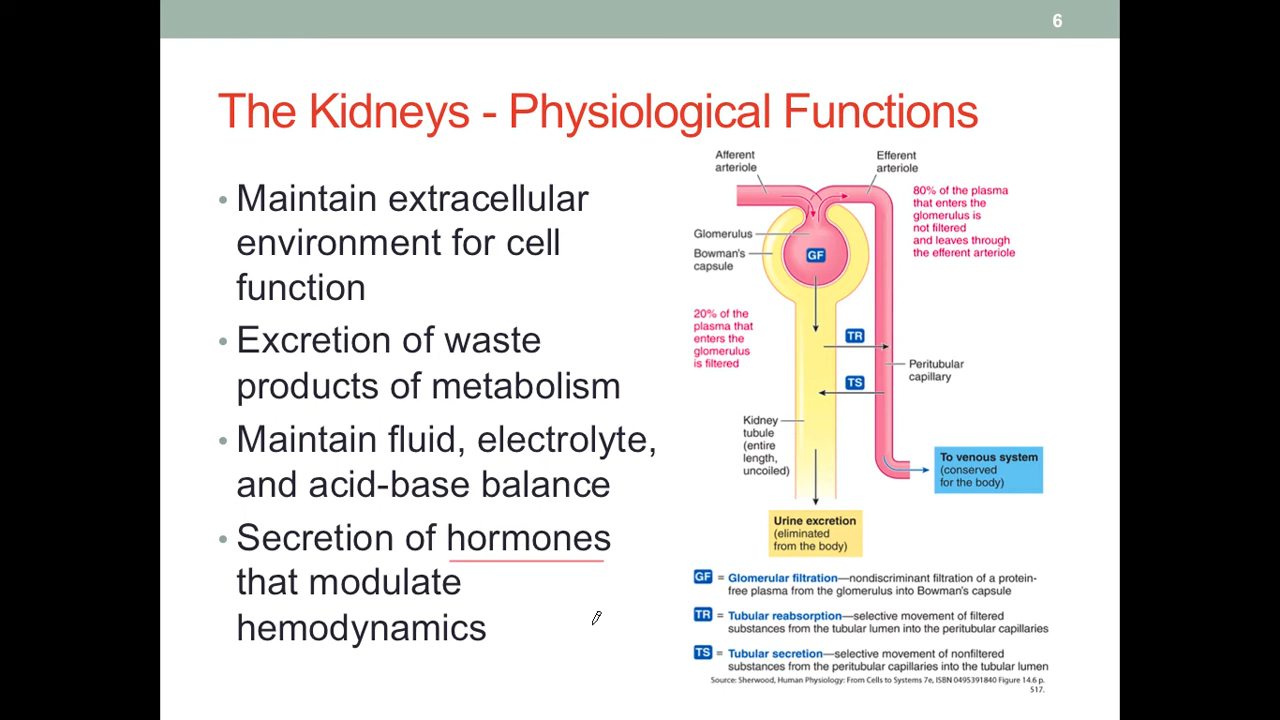 6
The Kidneys - Physiological Functions
• Maintain extracellular
environment for cell
function
• Excretion of waste
products of metabolism
• Maintain fluid, electrolyte,
and acid-base balance
• Secretion of hormones
that modulate
hemodynamics
Afferent
arteriole
Efferent
arteriole
80% of the plasma
that enters the
glomerulus is
not filtered
and leaves through
the efferent arteriole
Glomerulus
Bowman's
capsule
GF
20% of the
plasma that
enters the
glomerulus
is filtered
TR
Peritubular
capillary
TS
Kidney
tubule
(entire
length,
uncoiled)
To venous system
(conserved
for the body)
Urine excretion
(eliminated
from the body)
GF = Glomerular filtration—nondiscriminant filtration of a protein-
free plasma from the glomerulus into Bowman's capsule
TR = Tubular reabsorption—selective movement of filtered
substances from the tubular lumen into the peritubular capillaries
TS = Tubular secretion—selective movement of nonfiltered
substances from the peritubular capillaries into the tubular lumen
Source: Sherwood, Human Physiology: From Cells to Systems 7e, ISBN 0495391840 Figure 14.6 p.
517.